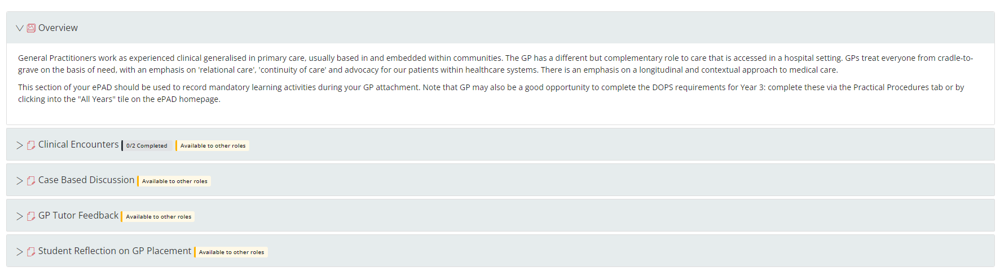 Overview
General Practitioners work as experienced clinical generalised in primary care, usually based in and embedded within communities. The GP has a different but complementary role to care that is accessed in a hospital setting. GPs treat everyone from cradle-to-
grave on the basis of need, with an emphasis on 'relational care', 'continuity of care' and advocacy for our patients within healthcare systems. There is an emphasis on a longitudinal and contextual approach to medical care.
This section of your ePAD should be used to record mandatory learning activities during your GP attachment. Note that GP may also be a good opportunity to complete the DOPS requirements for Year 3: complete these via the Practical Procedures tab or by
clicking into the "All Years" tile on the ePAD homepage.
Clinical Encounters 0/2 Completed Available to other roles
Case Based Discussion Available to other roles
GP Tutor Feedback Available to other roles
Student Reflection on GP Placement Available to other roles